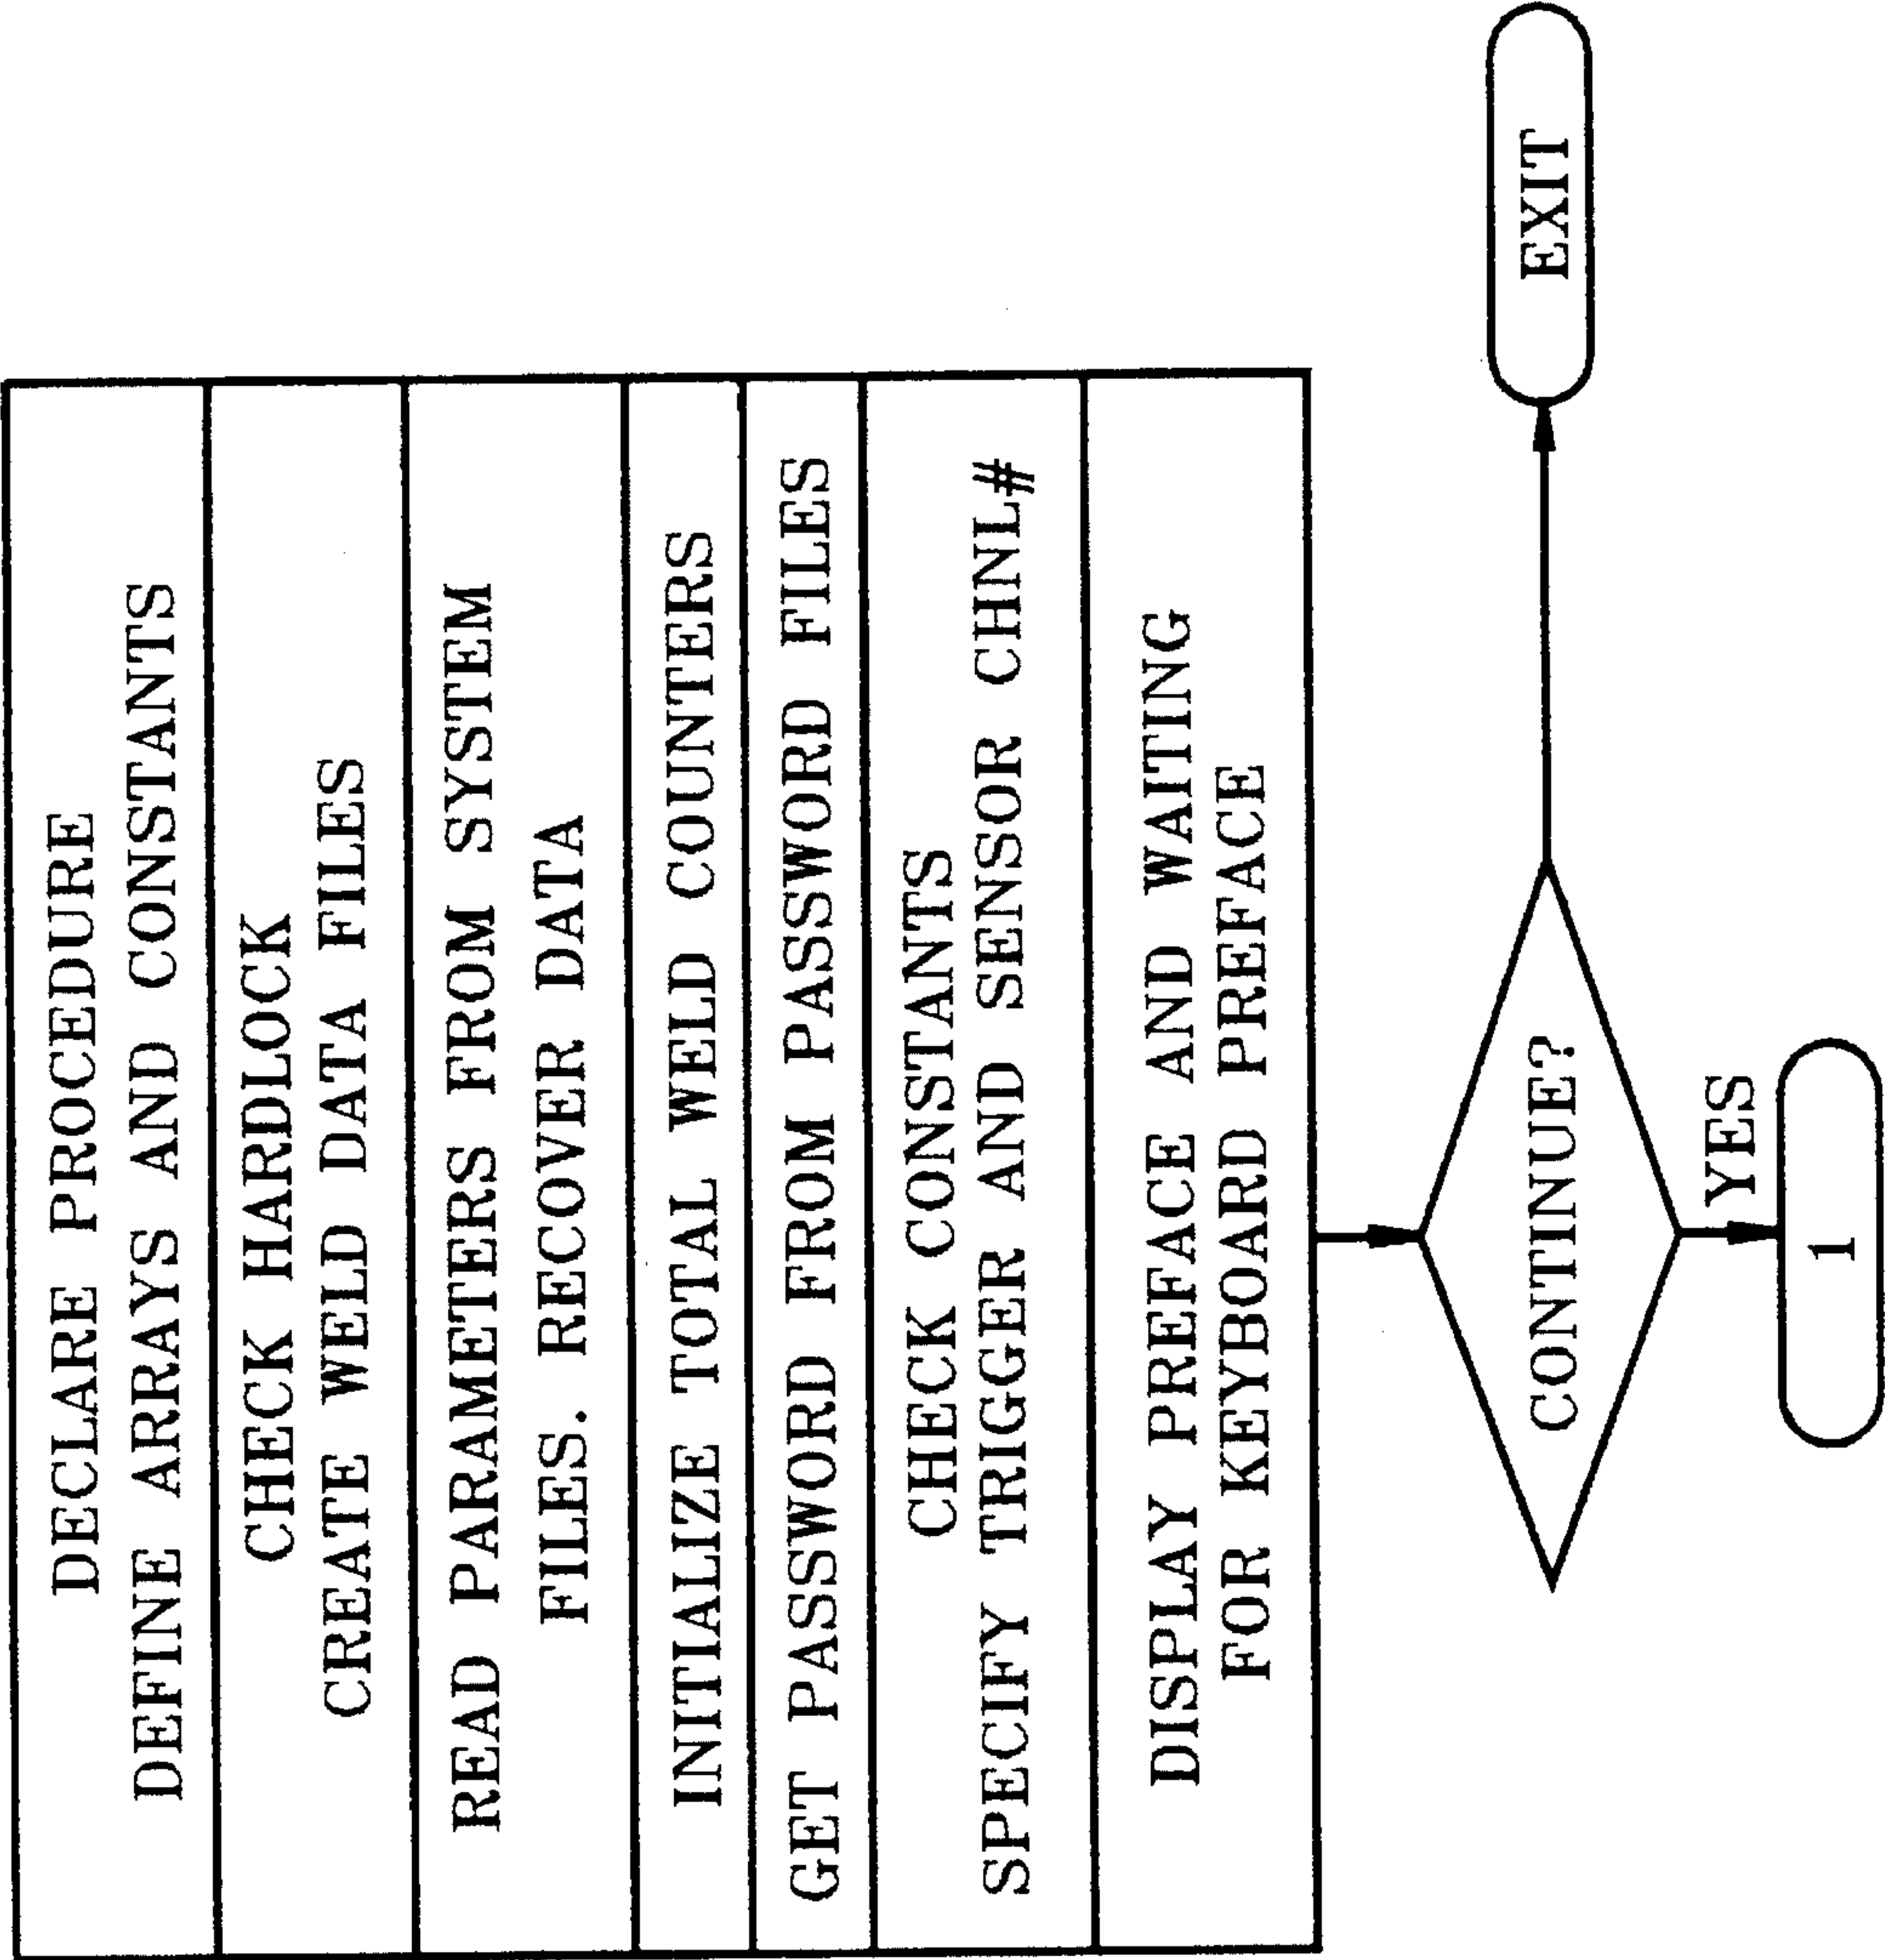 DECLARE PROCEDURE
DEFINE ARRAYS AND CONSTANTS
CHECK HARDLOCK
CREATE WELD DATA FILES
READ PARAMETERS FROM SYSTEM
FILES. RECOVER DATA
INITIALIZE TOTAL WELD COUNTERS
GET PASSWORD FROM PASSWORD FILES
CHECK CONSTANTS
SPECIFY TRIGGER AND SENSOR CHNL#
DISPLAY PREFACE AND WAITING
FOR KEYBOARD PREFACE
CONTINUE?
EXIT
YES
1